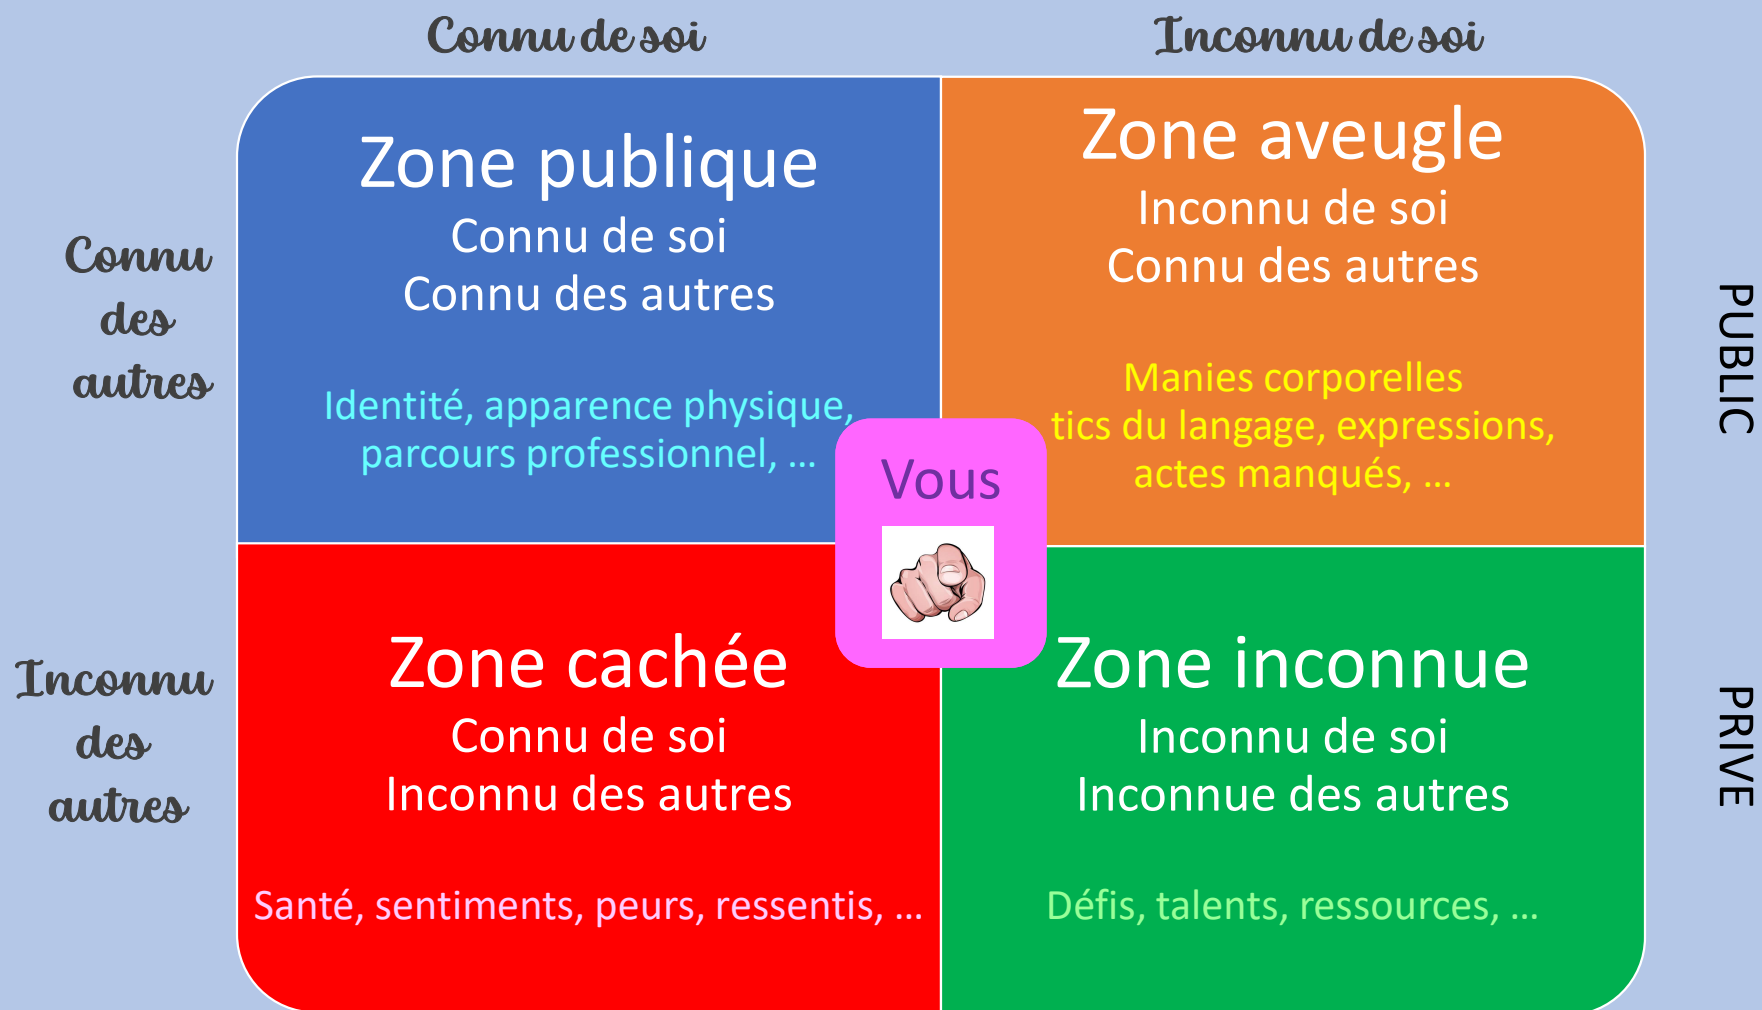 Connu de soi
Inconnu de soi
Zone publique
Connu de soi
Connu des autres
Identité, apparence physique,
parcours professionnel, ...
Zone aveugle
Inconnu de soi
Connu des autres
Manies corporelles
tics du langage, expressions,
actes manqués, ...
Connu
des
autres
PUBLIC
Vous
Zone cachée
Connu de soi
Inconnu des autres
Santé, sentiments, peurs, ressentis, ...
Zone inconnue
Inconnu de soi
Inconnue des autres
Défis, talents, ressources, ...
Inconnu
des
autres
PRIVE